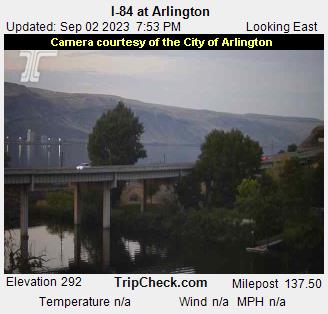 I-84 at Arlington
Updated: Sep 02 2023 7:53 PM Looking East
Camera courtesy of the City of Arlington
Elevation 292 TripCheck.com Milepost 137.50
Temperature n/a Wind n/a MPH n/a